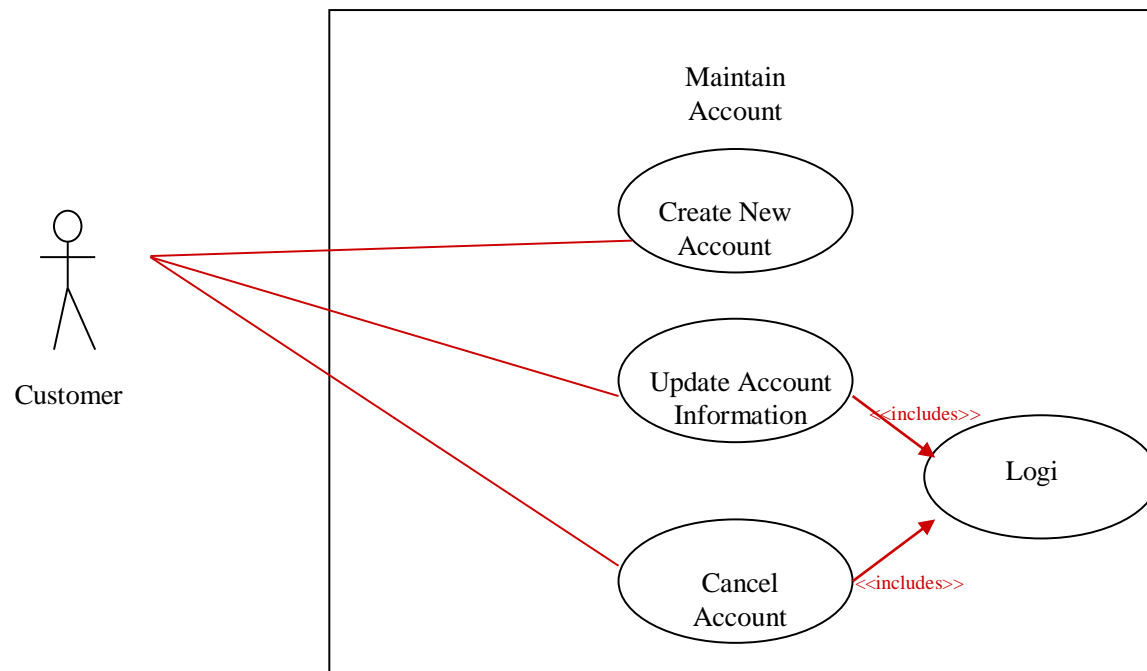 Maintain
Account
Create New
Account
Customer
Update Account
Information
<<includes>>
Logi
Cancel
Account
<<includes>>